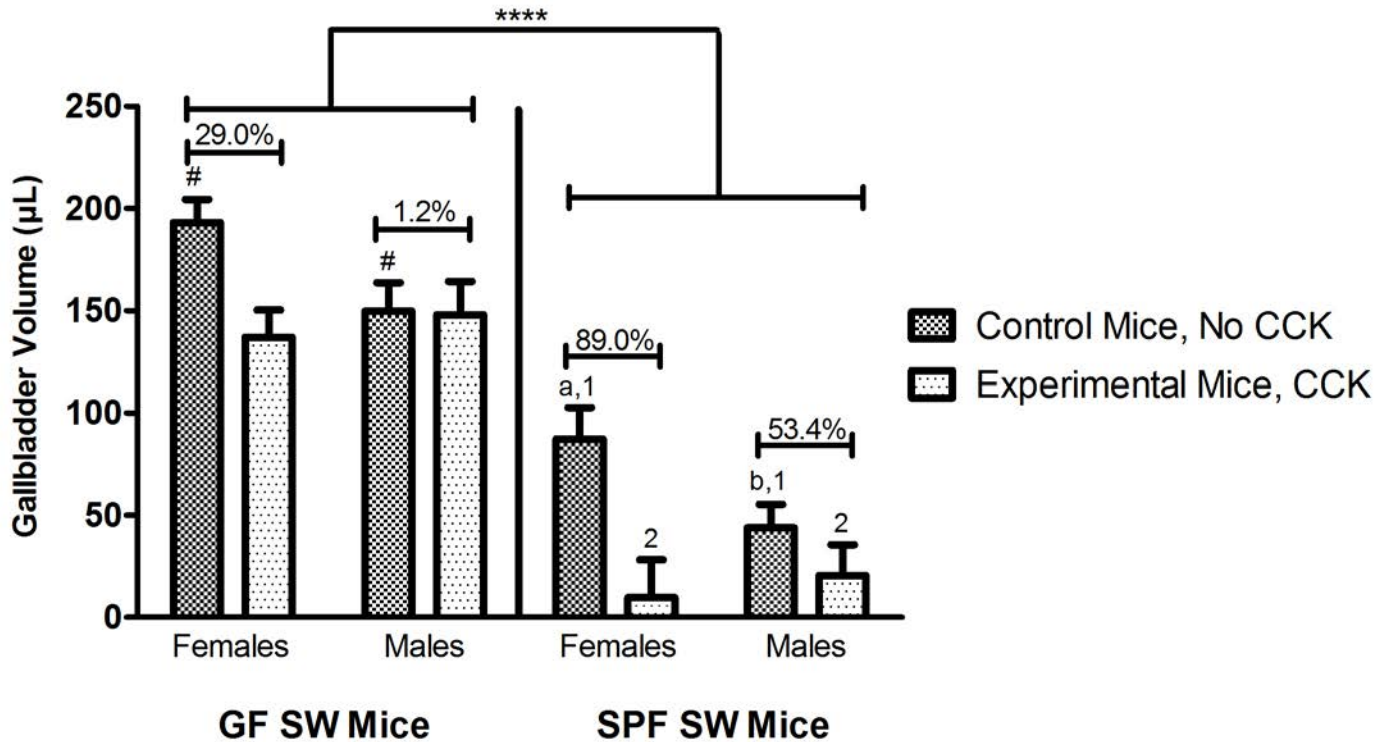 ****
250
29.0%
#
200
1.2%
#
150
Gallbladder Volume (µL)
Control Mice, No CCK
89.0%
Experimental Mice, CCK
100
a,1
53.4%
b,1
50
2
2
0
Females
Males
Females
Males
GF SW Mice
SPF SW Mice